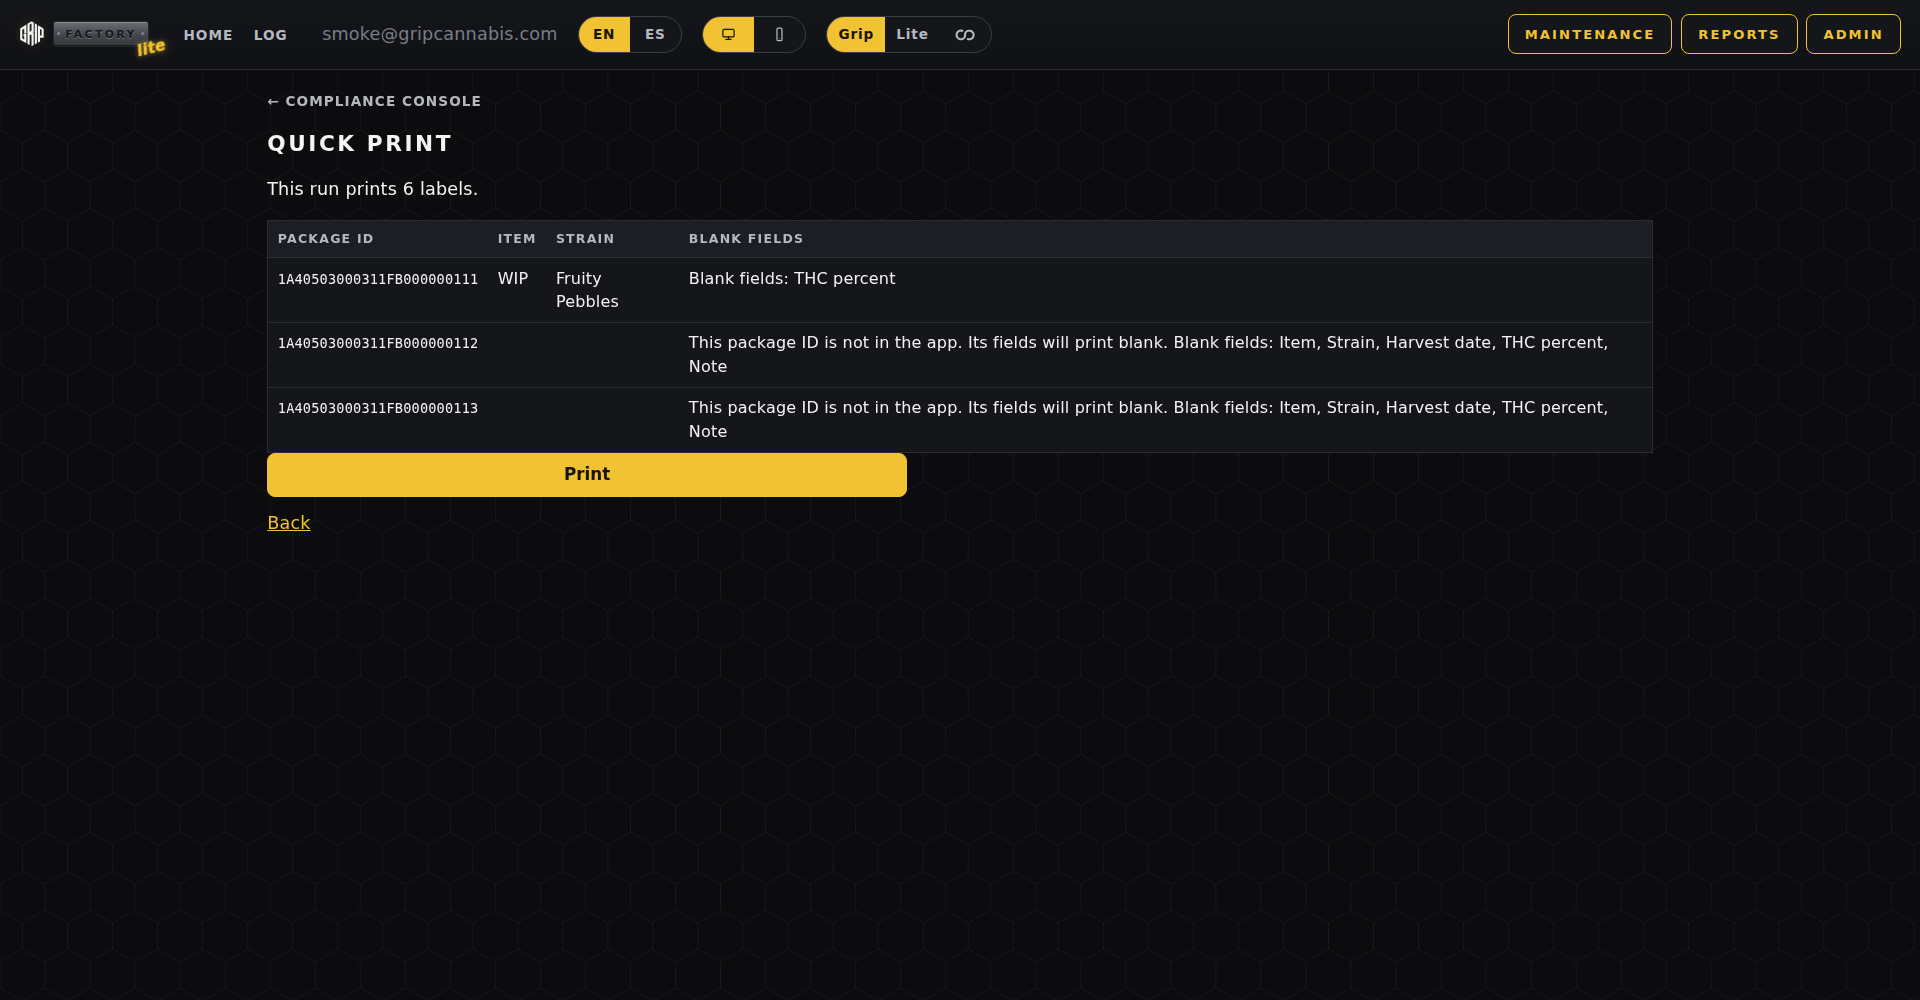 GRIP FACTORY lite HOME LOG smoke@gripcannabis.com EN ES Grip Lite MAINTENANCE REPORTS ADMIN
← COMPLIANCE CONSOLE
QUICK PRINT
This run prints 6 labels.
PACKAGE ID ITEM STRAIN BLANK FIELDS
1A40503000311FB000000111 WIP Fruity Pebbles Blank fields: THC percent
1A40503000311FB000000112 This package ID is not in the app. Its fields will print blank. Blank fields: Item, Strain, Harvest date, THC percent,
Note
1A40503000311FB000000113 This package ID is not in the app. Its fields will print blank. Blank fields: Item, Strain, Harvest date, THC percent,
Note
Print
Back